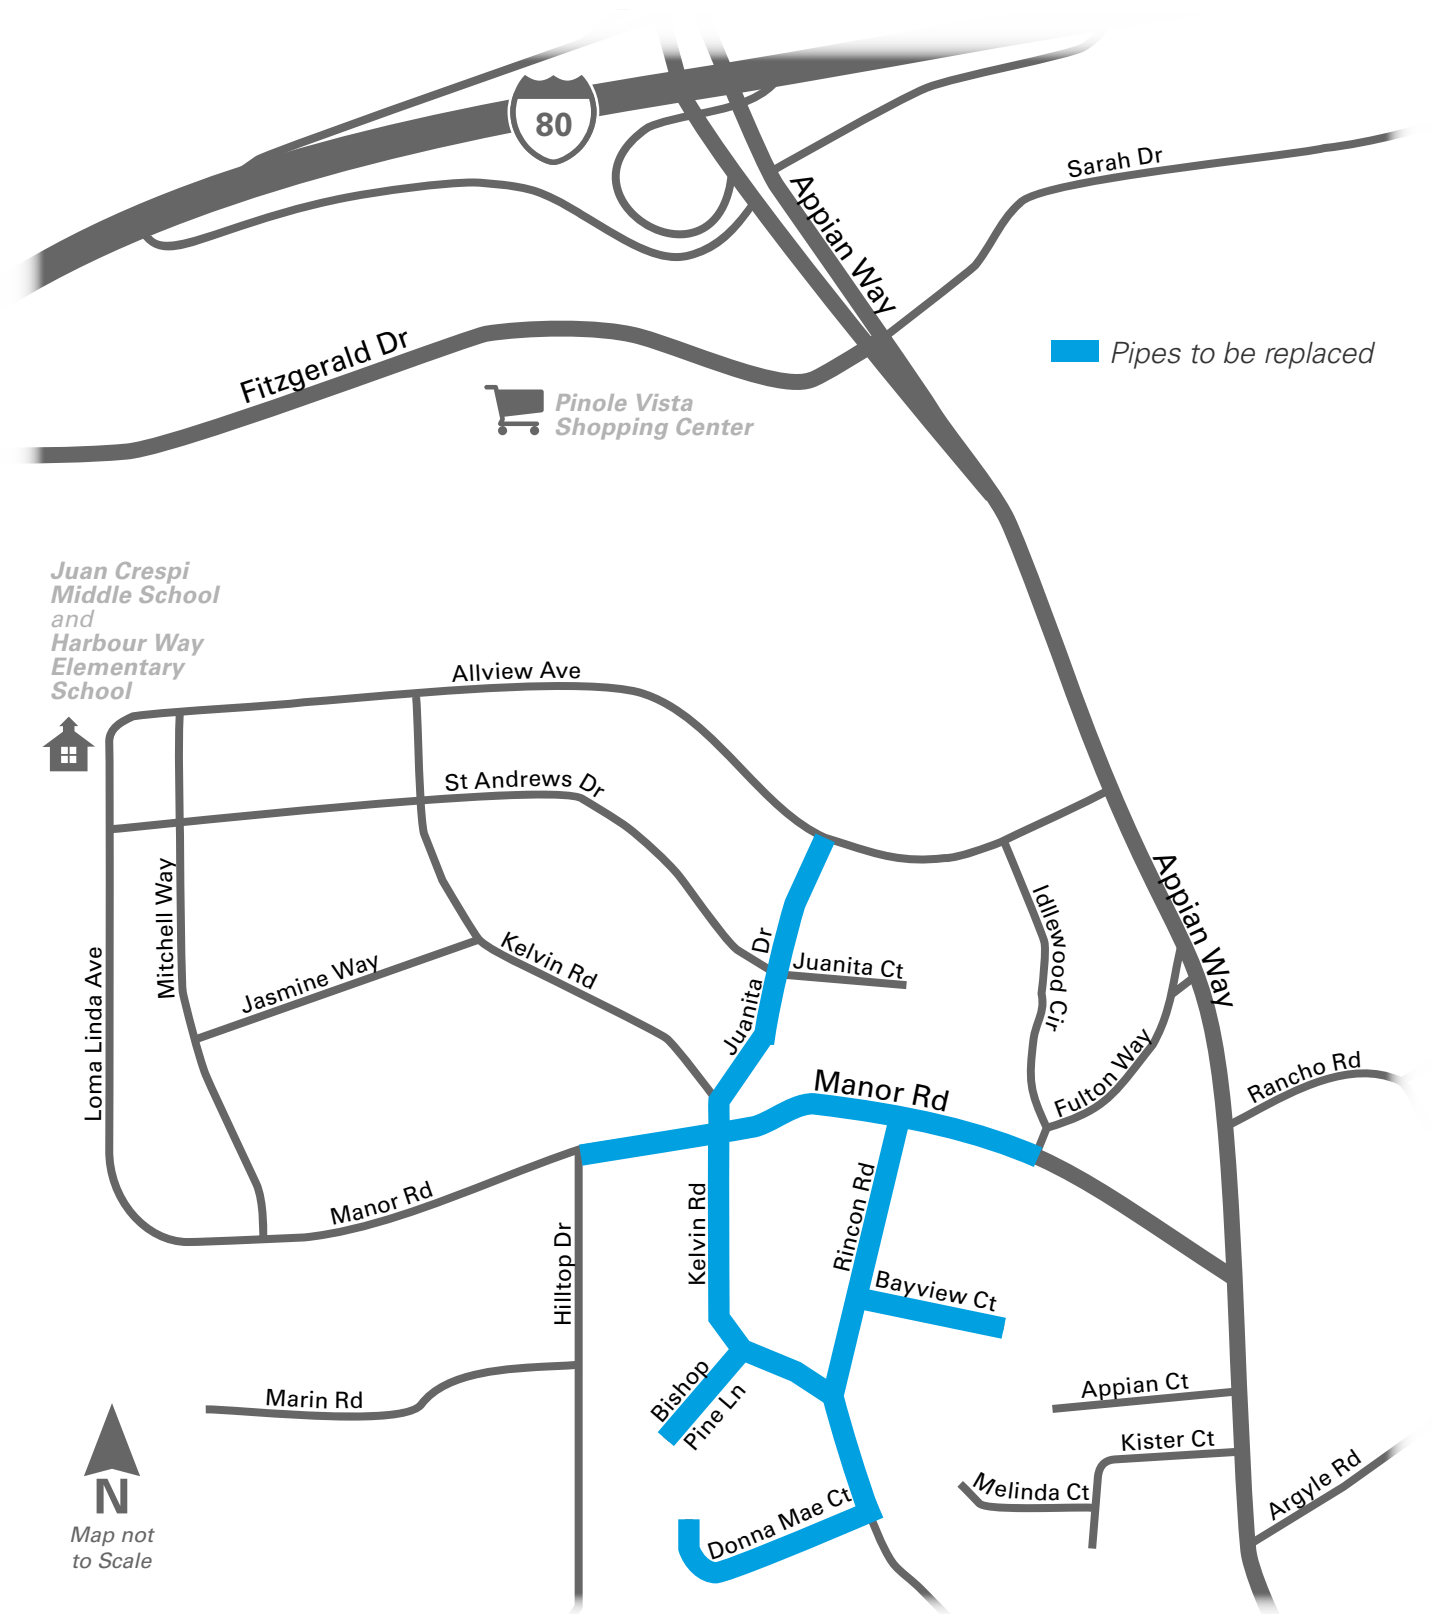 80
Sarah Dr
Appian Way
Fitzgerald Dr
Pipes to be replaced
Pinole Vista
Shopping Center
Juan Crespi
Middle School
and
Harbour Way
Elementary
School
Allview Ave
St Andrews Dr
Mitchell Way
Appian Way
Idllewood Cir
Juanita Dr
Juanita Ct
Kelvin Rd
Jasmine Way
Loma Linda Ave
Fulton Way
Rancho Rd
Manor Rd
Manor Rd
Rincon Rd
Kelvin Rd
Hilltop Dr
Bayview Ct
Bishop
Pine Ln
Marin Rd
Appian Ct
Kister Ct
Melinda Ct
Argyle Rd
Donna Mae Ct
N
Map not
to Scale